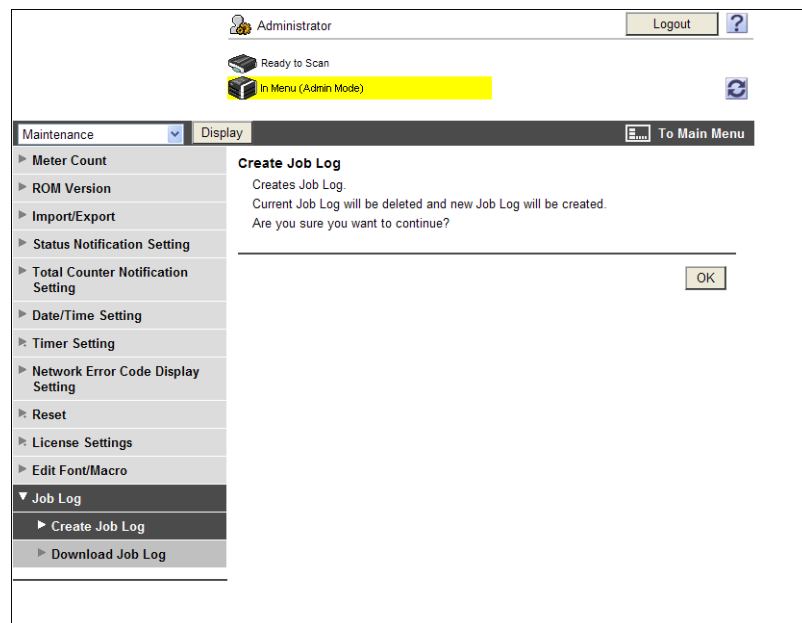 Administrator
Logout
?
Ready to Scan
In Menu (Admin Mode)
Maintenance
Display
To Main Menu
Meter Count
ROM Version
Import/Export
Status Notification Setting
Total Counter Notification
Setting
Date/Time Setting
Timer Setting
Network Error Code Display
Setting
Reset
License Settings
Edit Font/Macro
Job Log
Create Job Log
Download Job Log
Create Job Log
Creates Job Log.
Current Job Log will be deleted and new Job Log will be created.
Are you sure you want to continue?
OK